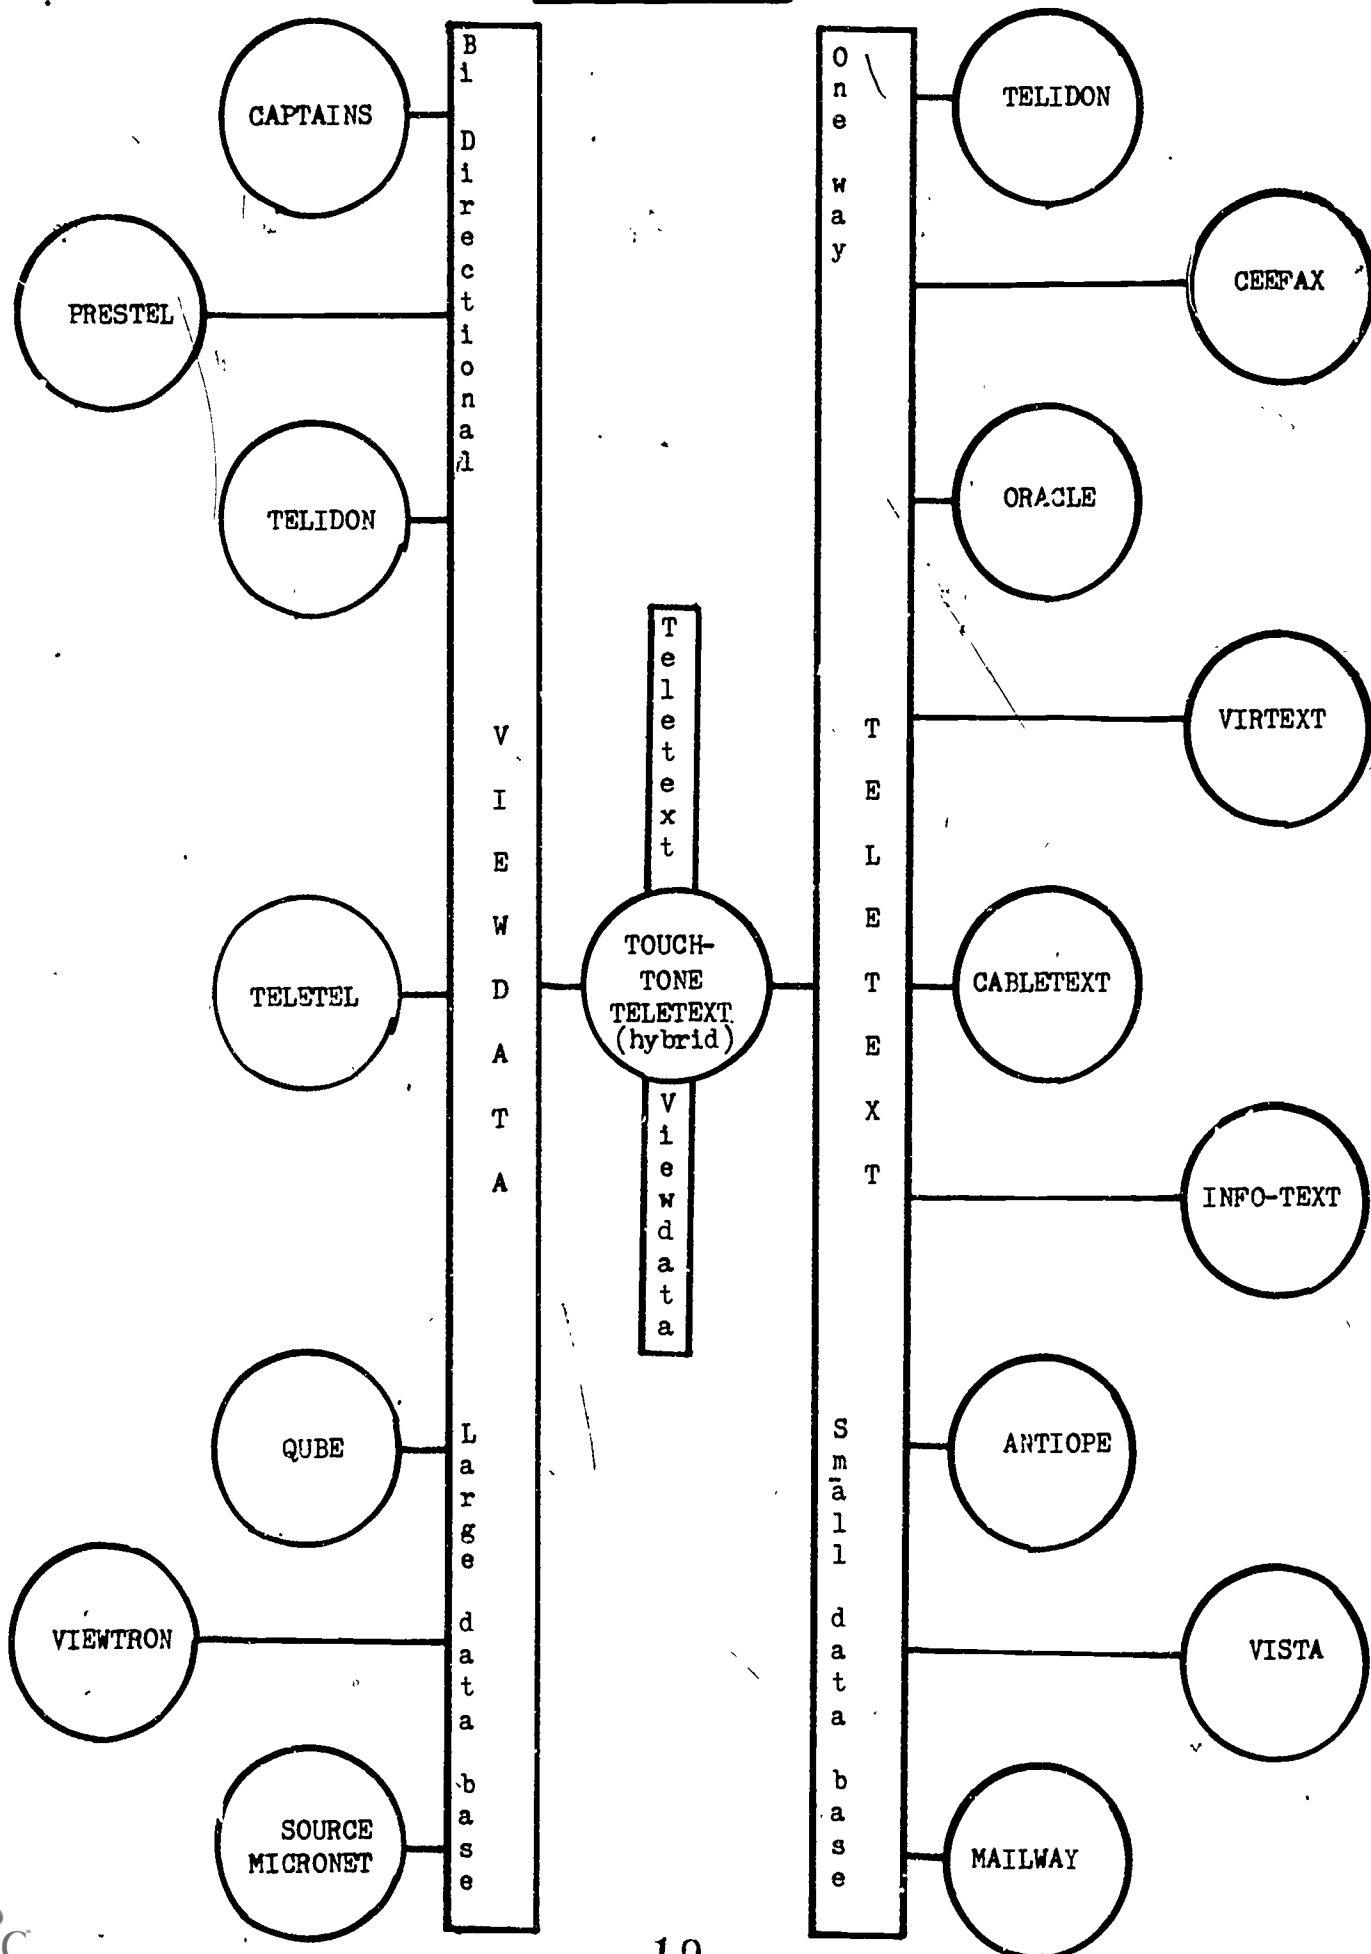 CAPTAINS
PRESTEL
TELIDON
TELETEL
QUBE
VIEWTRON
SOURCE
MICRONET
Bi Directional
VIEWDATA
Large data base
Teletext
TOUCH-
TONE
TELETEXT
(hybrid)
Viewdata
One way
TELETEXT
Small data base
TELIDON
CEEFAX
ORACLE
VIRTEXT
CABLETEXT
INFO-TEXT
ANTIOPE
VISTA
MAILWAY